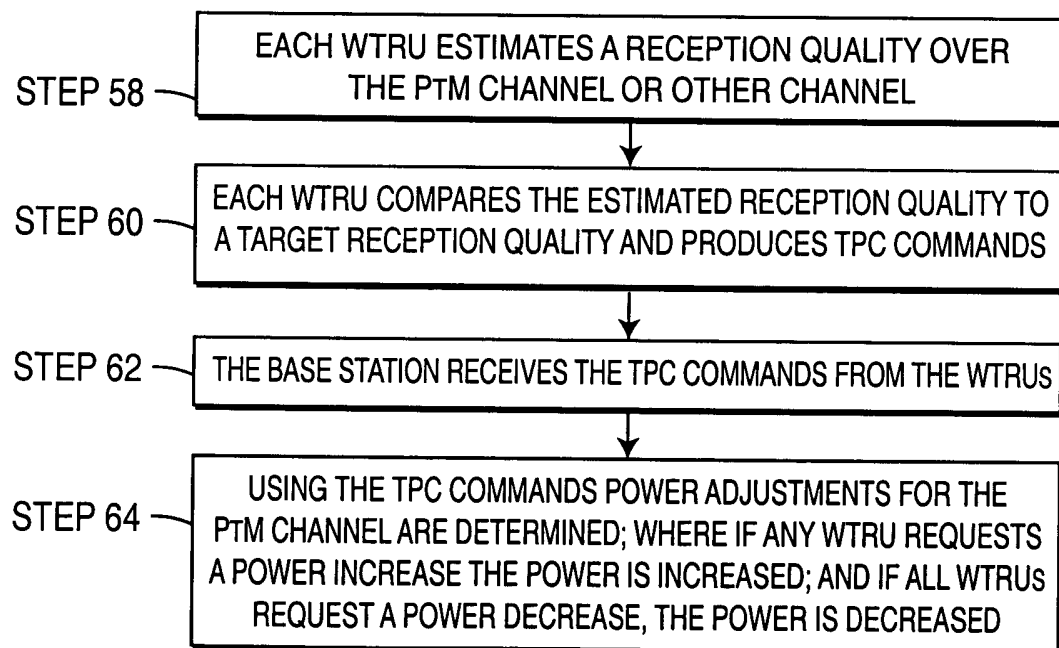 STEP 58
EACH WTRU ESTIMATES A RECEPTION QUALITY OVER
THE PTM CHANNEL OR OTHER CHANNEL
STEP 60
EACH WTRU COMPARES THE ESTIMATED RECEPTION QUALITY TO
A TARGET RECEPTION QUALITY AND PRODUCES TPC COMMANDS
STEP 62
THE BASE STATION RECEIVES THE TPC COMMANDS FROM THE WTRUs
STEP 64
USING THE TPC COMMANDS POWER ADJUSTMENTS FOR THE
PTM CHANNEL ARE DETERMINED; WHERE IF ANY WTRU REQUESTS
A POWER INCREASE THE POWER IS INCREASED; AND IF ALL WTRUs
REQUEST A POWER DECREASE, THE POWER IS DECREASED